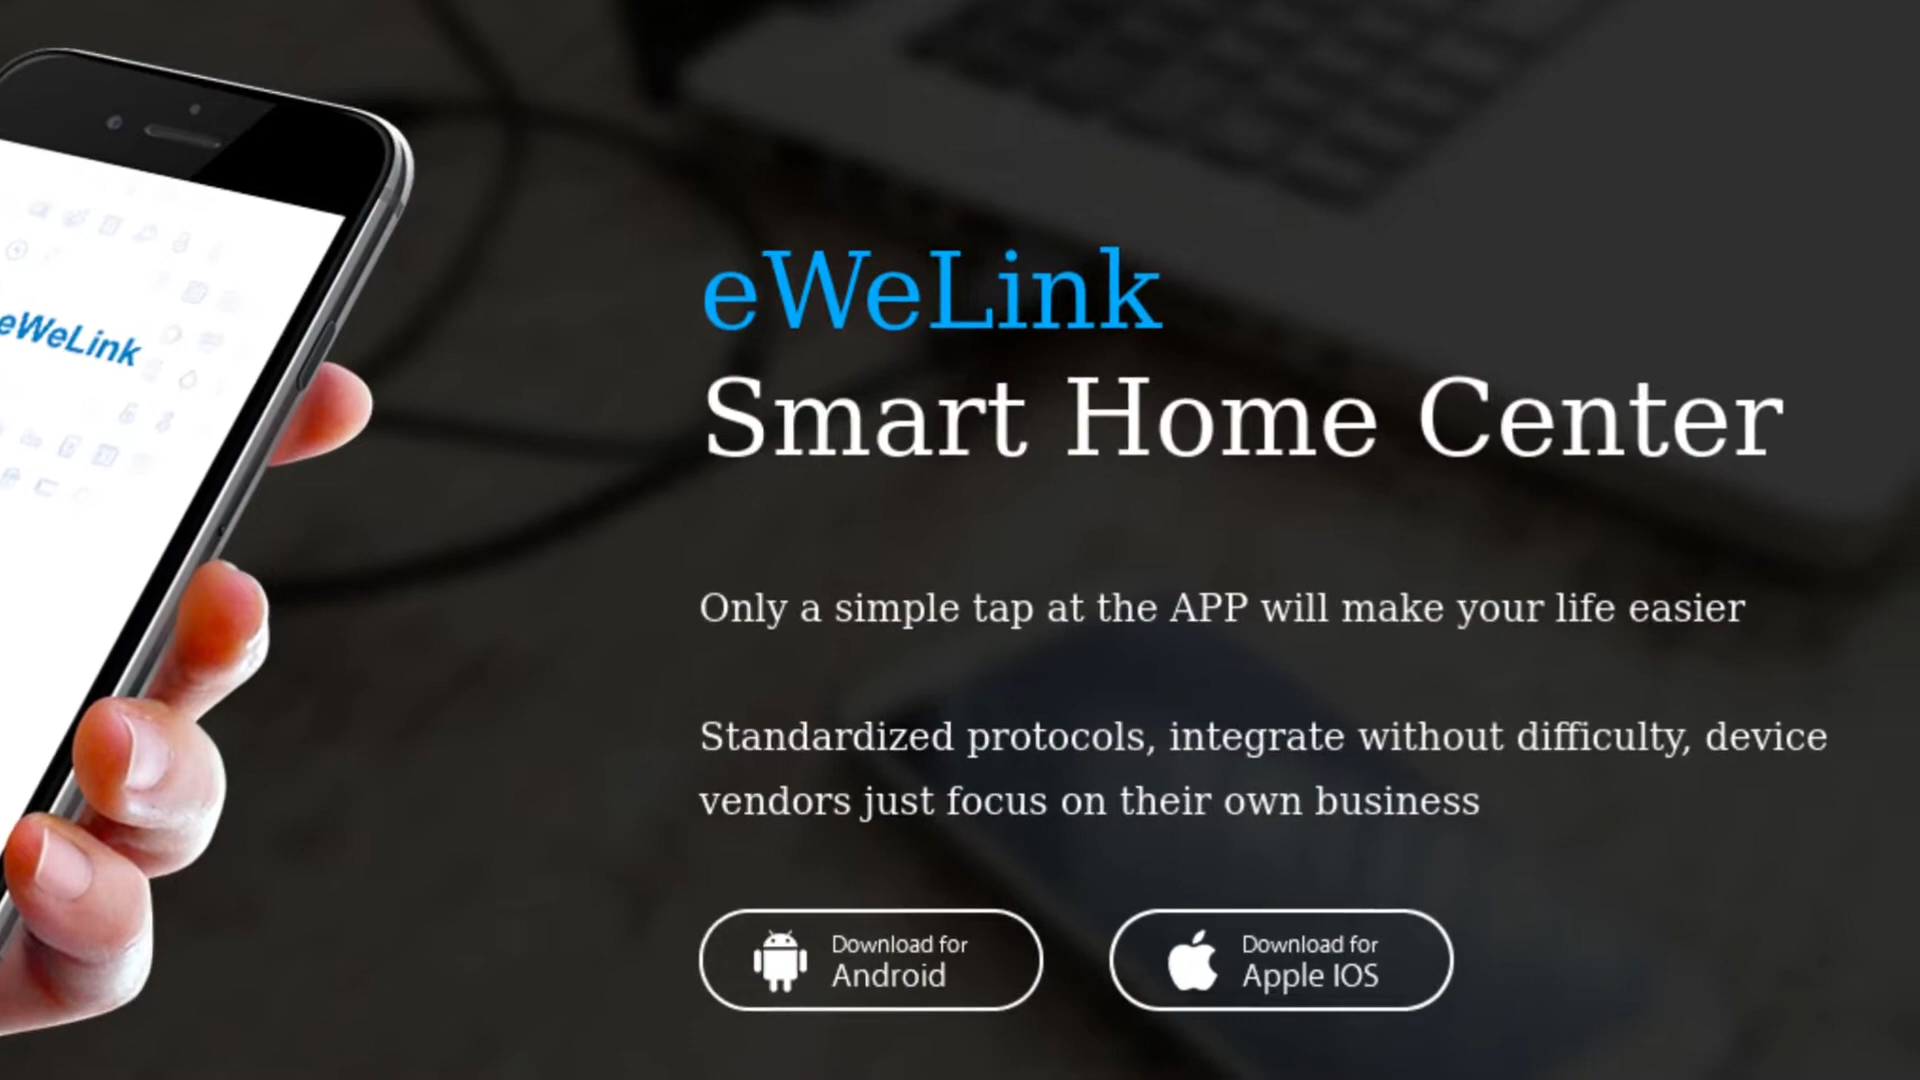 eWeLink
eWeLink
Smart Home Center
Only a simple tap at the APP will make your life easier
Standardized protocols, integrate without difficulty, device
vendors just focus on their own business
Download for
Android
Download for
Apple IOS